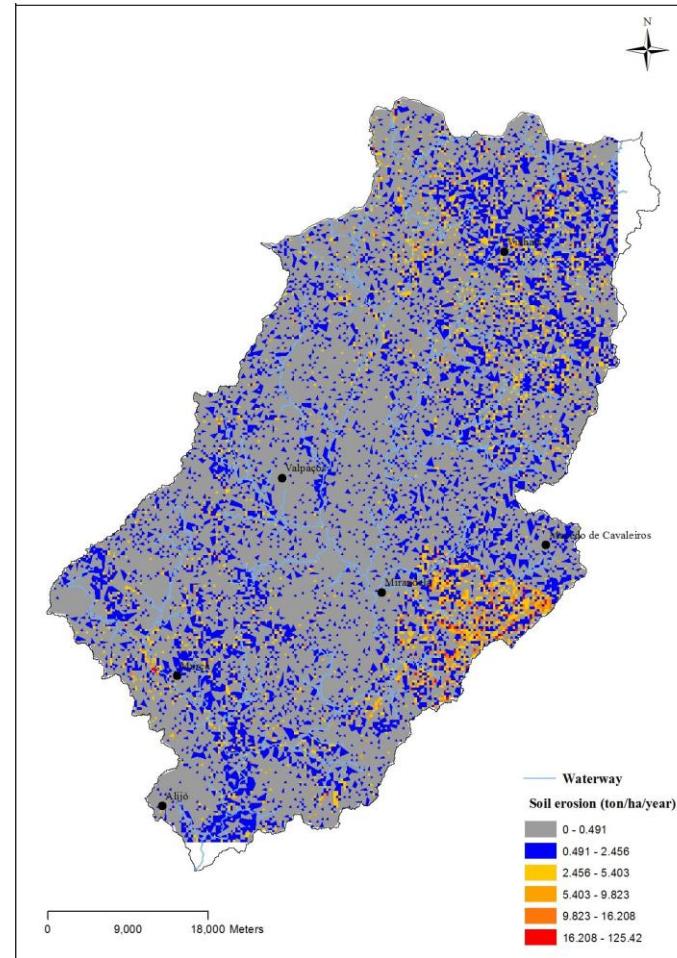 N
Vinhais
Valpaços
Macedo de Cavaleiros
Mirandela
Murça
Alijó
Waterway
Soil erosion (ton/ha/year)
0 - 0.491
0.491 - 2.456
2.456 - 5.403
5.403 - 9.823
9.823 - 16.208
16.208 - 125.42
0 9,000 18,000 Meters